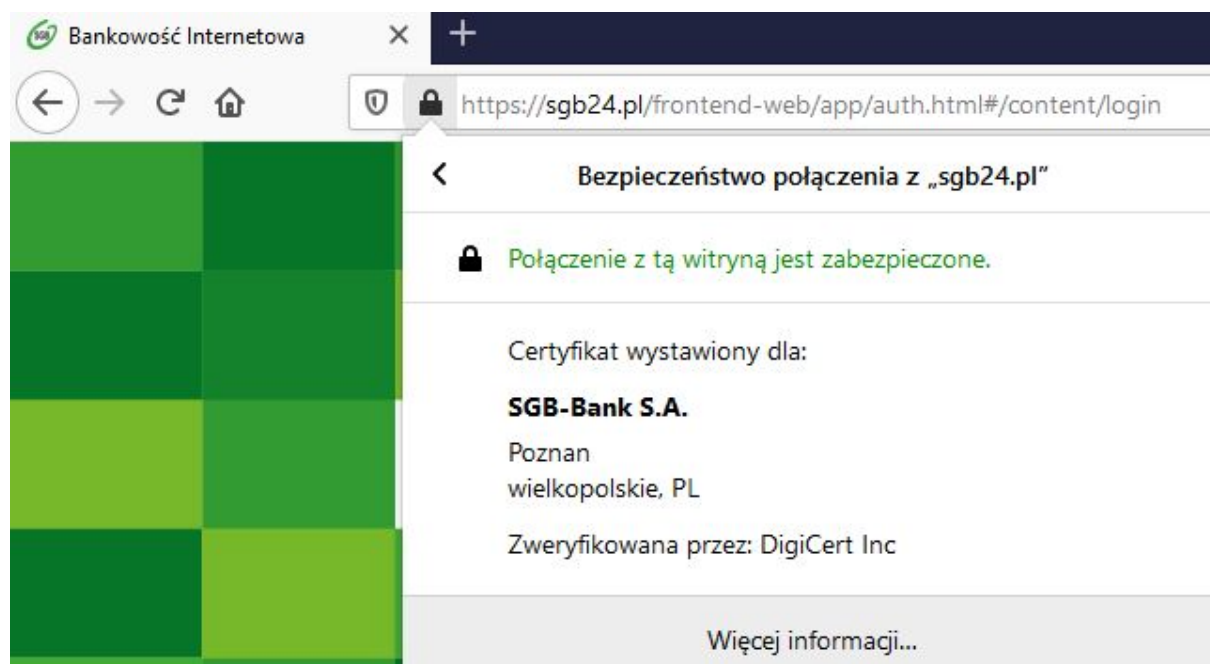 SGB Bankowość Internetowa
https://sgb24.pl/frontend-web/app/auth.html#/content/login
Bezpieczeństwo połączenia z „sgb24.pl”
Połączenie z tą witryną jest zabezpieczone.
Certyfikat wystawiony dla:
SGB-Bank S.A.
Poznan
wielkopolskie, PL
Zweryfikowana przez: DigiCert Inc
Więcej informacji...